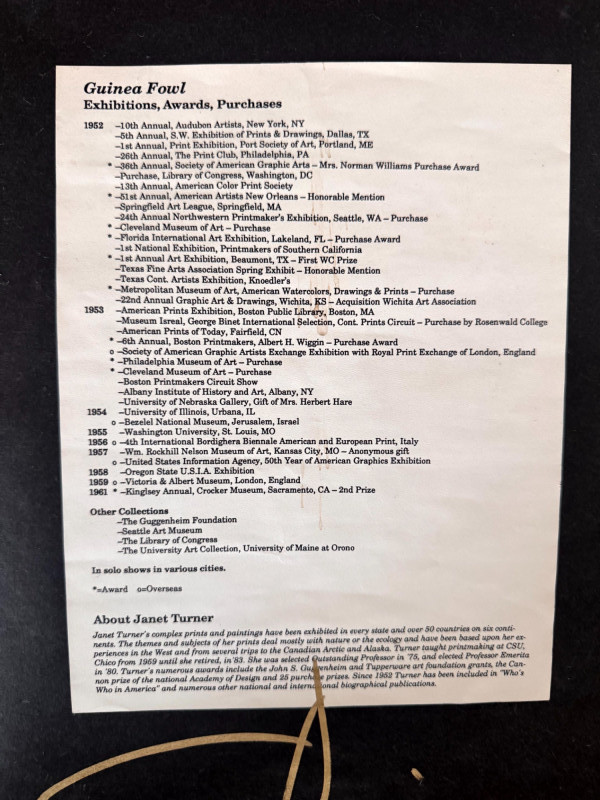 Guinea Fowl
Exhibitions, Awards, Purchases
1952 –10th Annual, Audubon Artists, New York, NY
–5th Annual, S.W. Exhibition of Prints & Drawings, Dallas, TX
–1st Annual, Print Exhibition, Port Society of Art, Portland, ME
–26th Annual, The Print Club, Philadelphia, PA
* –36th Annual, Society of American Graphic Arts – Mrs. Norman Williams Purchase Award
–Purchase, Library of Congress, Washington, DC
–13th Annual, American Color Print Society
* –51st Annual, American Artists New Orleans – Honorable Mention
–Springfield Art League, Springfield, MA
–24th Annual Northwestern Printmaker's Exhibition, Seattle, WA – Purchase
* –Cleveland Museum of Art – Purchase
* –Florida International Art Exhibition, Lakeland, FL – Purchase Award
–1st National Exhibition, Printmakers of Southern California
* –1st Annual Art Exhibition, Beaumont, TX – First WC Prize
–Texas Fine Arts Association Spring Exhibit – Honorable Mention
–Texas Cont. Artists Exhibition, Knoedler's
* –Metropolitan Museum of Art, American Watercolors, Drawings & Prints – Purchase
–22nd Annual Graphic Art & Drawings, Wichita, KS – Acquisition Wichita Art Association
1953 –American Prints Exhibition, Boston Public Library, Boston, MA
–Museum Isreal, George Binet International Selection, Cont. Prints Circuit – Purchase by Rosenwald College
–American Prints of Today, Fairfield, CN
* –6th Annual, Boston Printmakers, Albert H. Wiggin – Purchase Award
o –Society of American Graphic Artists Exchange Exhibition with Royal Print Exchange of London, England
* –Philadelphia Museum of Art – Purchase
* –Cleveland Museum of Art – Purchase
–Boston Printmakers Circuit Show
–Albany Institute of History and Art, Albany, NY
–University of Nebraska Gallery, Gift of Mrs. Herbert Hare
1954 –University of Illinois, Urbana, IL
o –Bezelel National Museum, Jerusalem, Israel
1955 –Washington University, St. Louis, MO
1956 o –4th International Bordighera Biennale American and European Print, Italy
1957 –Wm. Rockhill Nelson Museum of Art, Kansas City, MO – Anonymous gift
o –United States Information Agency, 50th Year of American Graphics Exhibition
1958 –Oregon State U.S.I.A. Exhibition
1959 o –Victoria & Albert Museum, London, England
1961 * –Kinglsey Annual, Crocker Museum, Sacramento, CA – 2nd Prize
Other Collections
–The Guggenheim Foundation
–Seattle Art Museum
–The Library of Congress
–The University Art Collection, University of Maine at Orono
In solo shows in various cities.
*=Award o=Overseas
About Janet Turner
Janet Turner's complex prints and paintings have been exhibited in every state and over 50 countries on six conti-
nents. The themes and subjects of her prints deal mostly with nature or the ecology and have been based upon her ex-
periences in the West and from several trips to the Canadian Arctic and Alaska. Turner taught printmaking at CSU,
Chico from 1959 until she retired, in '83. She was selected Outstanding Professor in '75, and elected Professor Emerita
in '80. Turner's numerous awards include the John S. Guggenheim and Tupperware art foundation grants, the Can-
non prize of the national Academy of Design and 25 purchase prizes. Since 1952 Turner has been included in "Who's
Who in America" and numerous other national and international biographical publications.